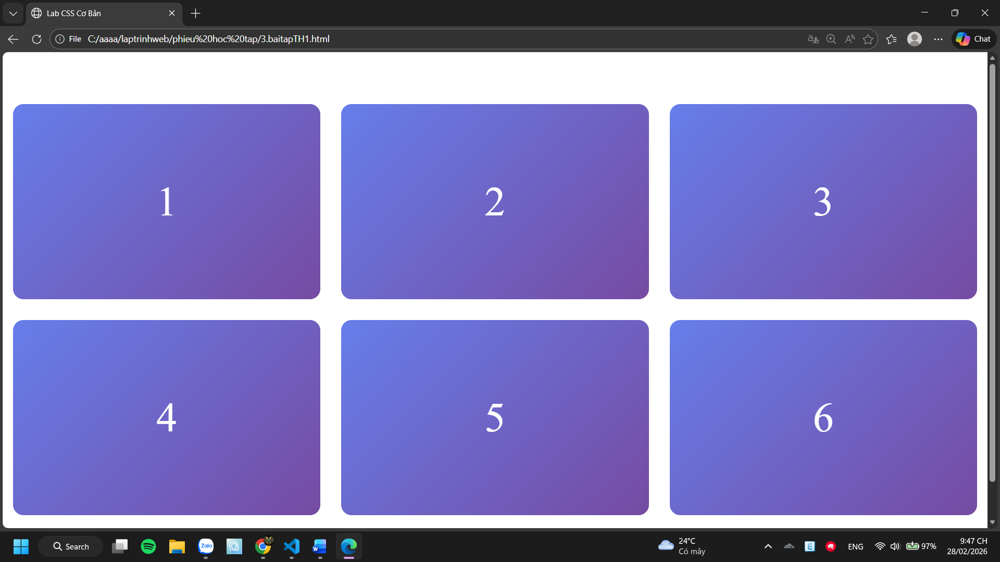 Lab CSS Cơ Bản
File C:/aaaa/laptrinhweb/phieu%20hoc%20tap/3.baitapTH1.html
Chat
1 2 3
4 5 6
Search
Zalo
24°C
Có mây
ENG
97%
9:47 CH
28/02/2026